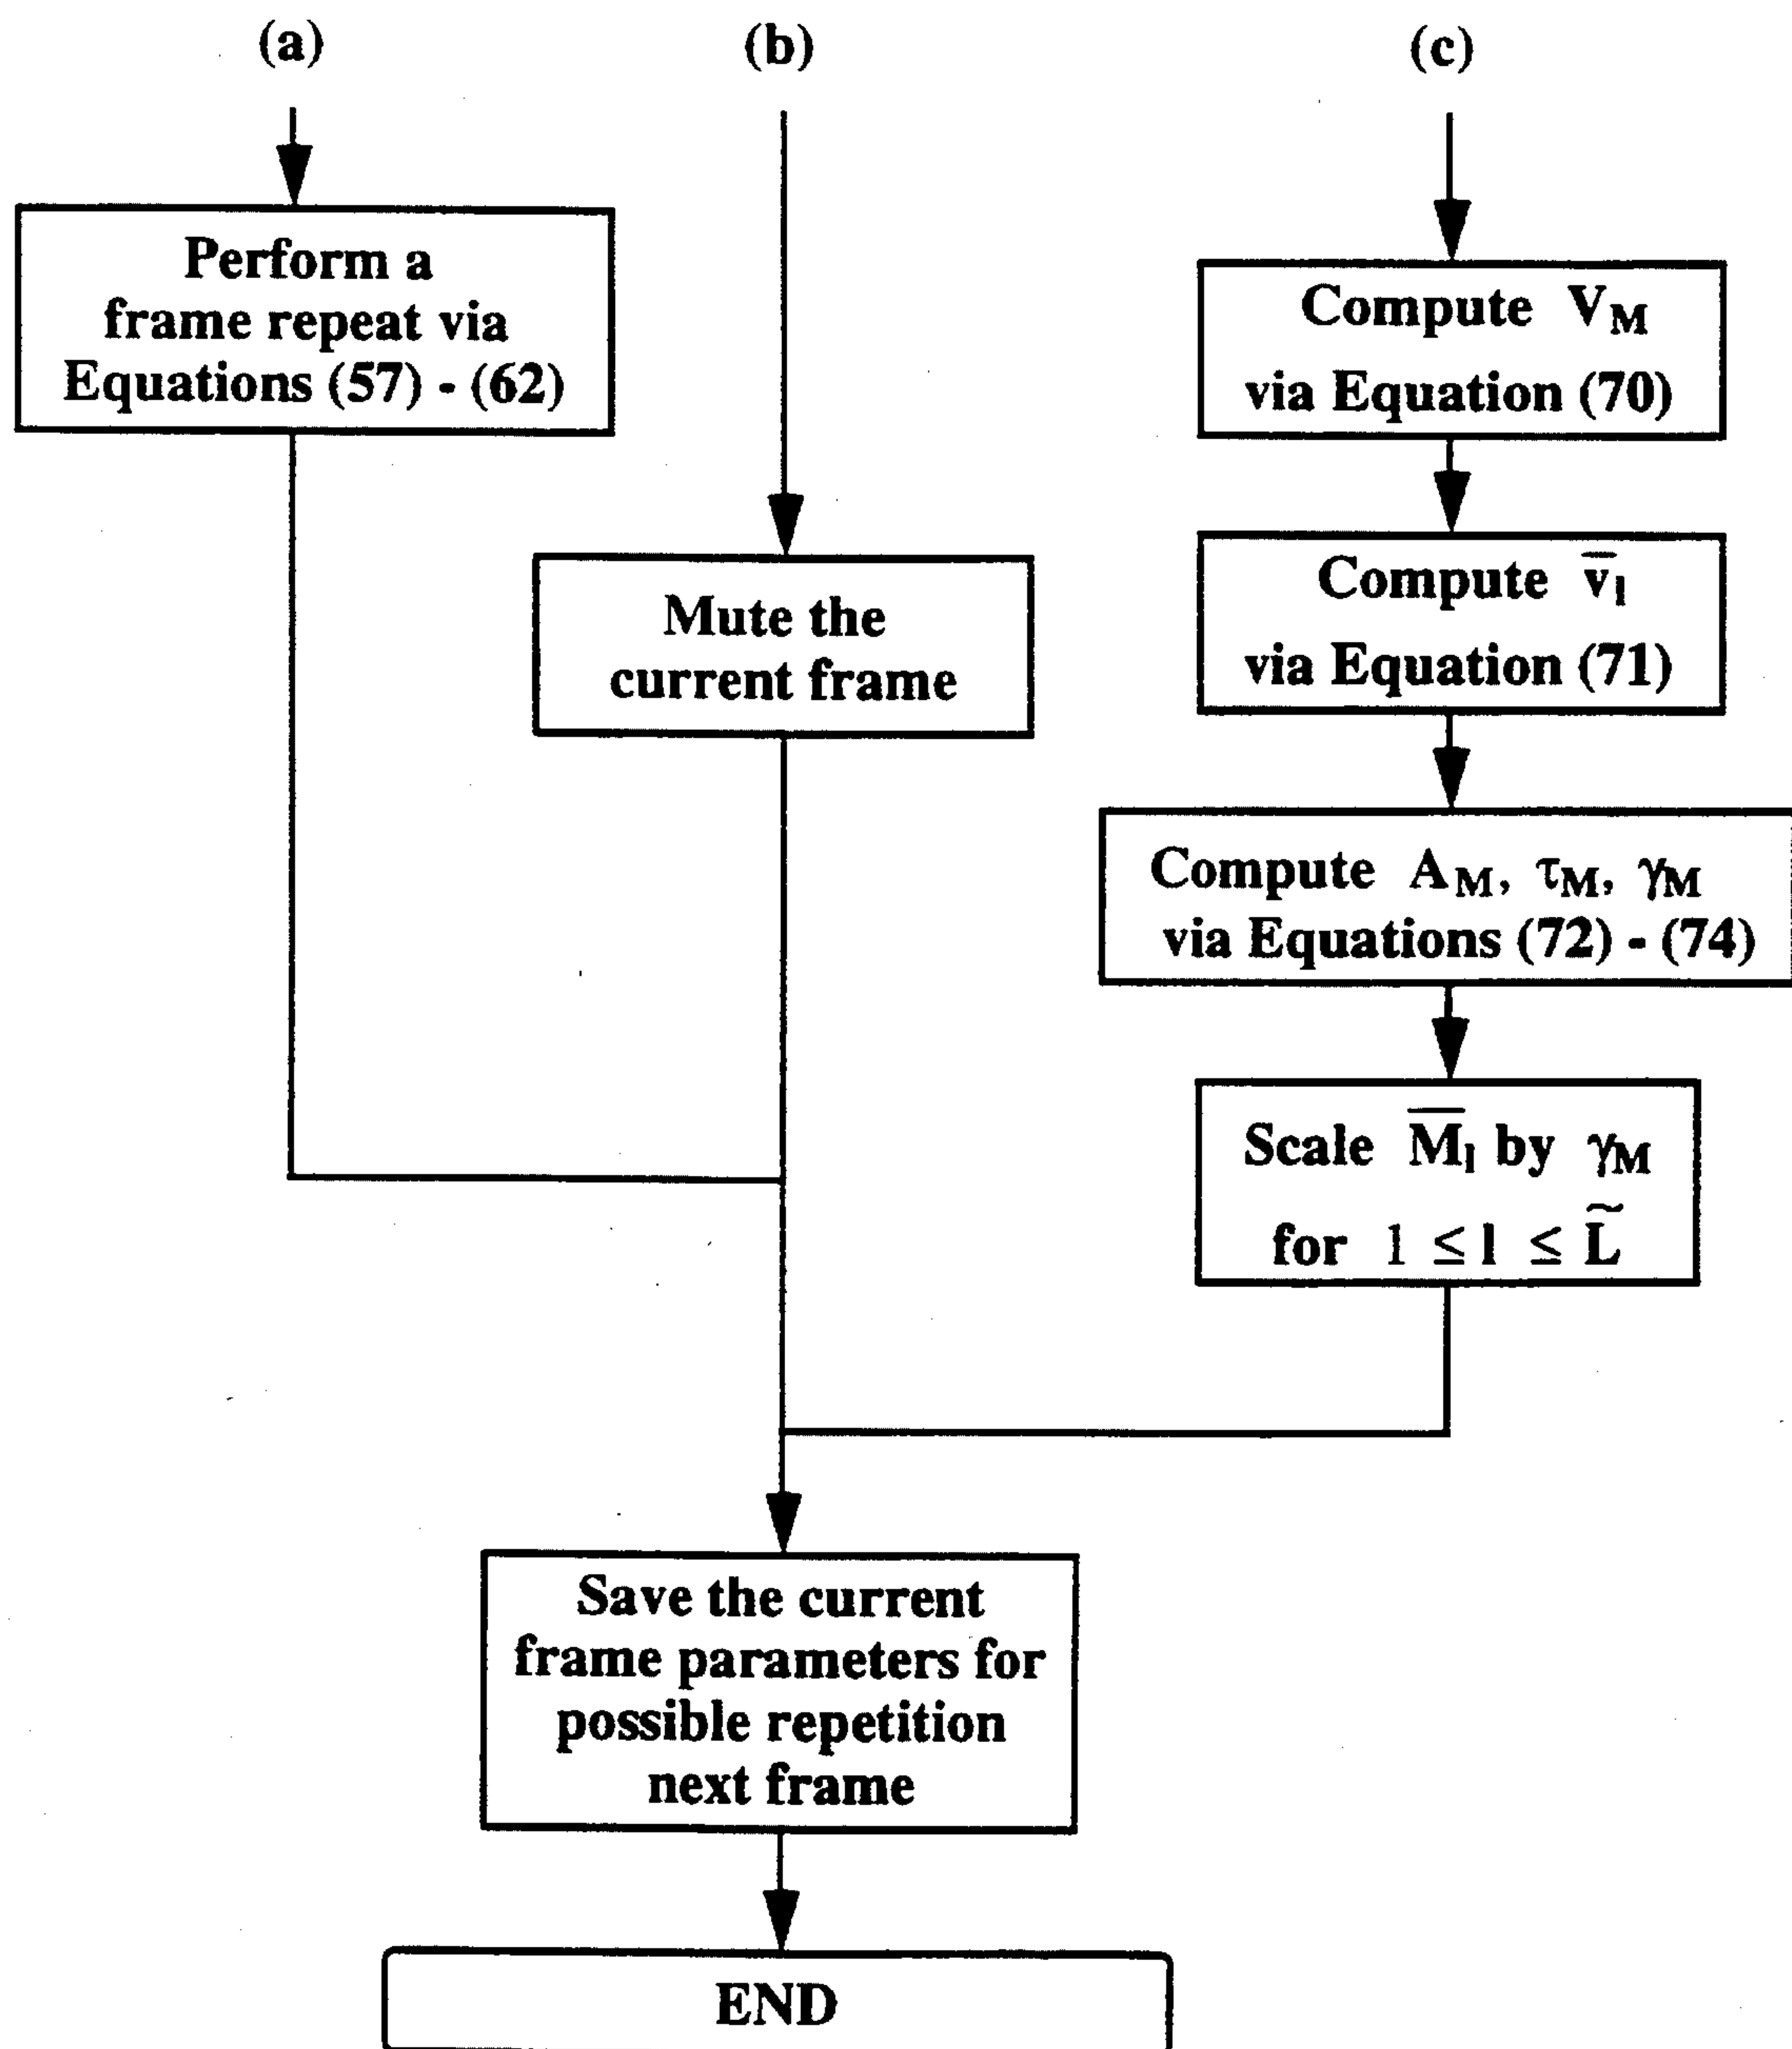 (a)
(b)
(c)
Perform a
frame repeat via
Equations (57) - (62)
Mute the
current frame
Compute V_M
via Equation (70)
Compute v̅_l
via Equation (71)
Compute A_M, τ_M, γ_M
via Equations (72) - (74)
Scale M̅_l by γ_M
for 1 ≤ l ≤ L̃
Save the current
frame parameters for
possible repetition
next frame
END